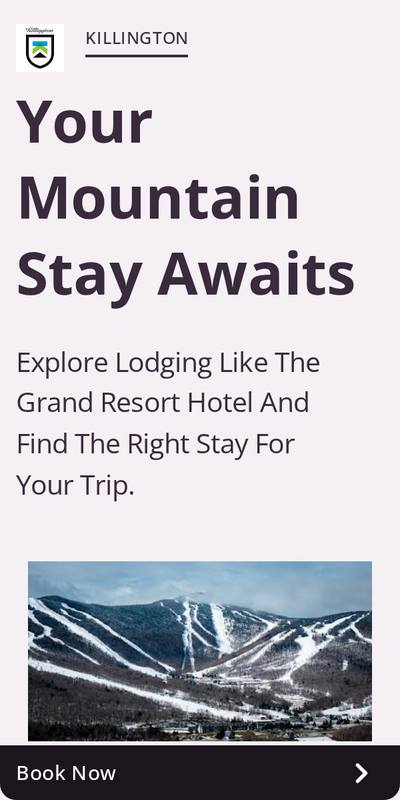 Killington
KILLINGTON
Your
Mountain
Stay Awaits
Explore Lodging Like The
Grand Resort Hotel And
Find The Right Stay For
Your Trip.
Book Now